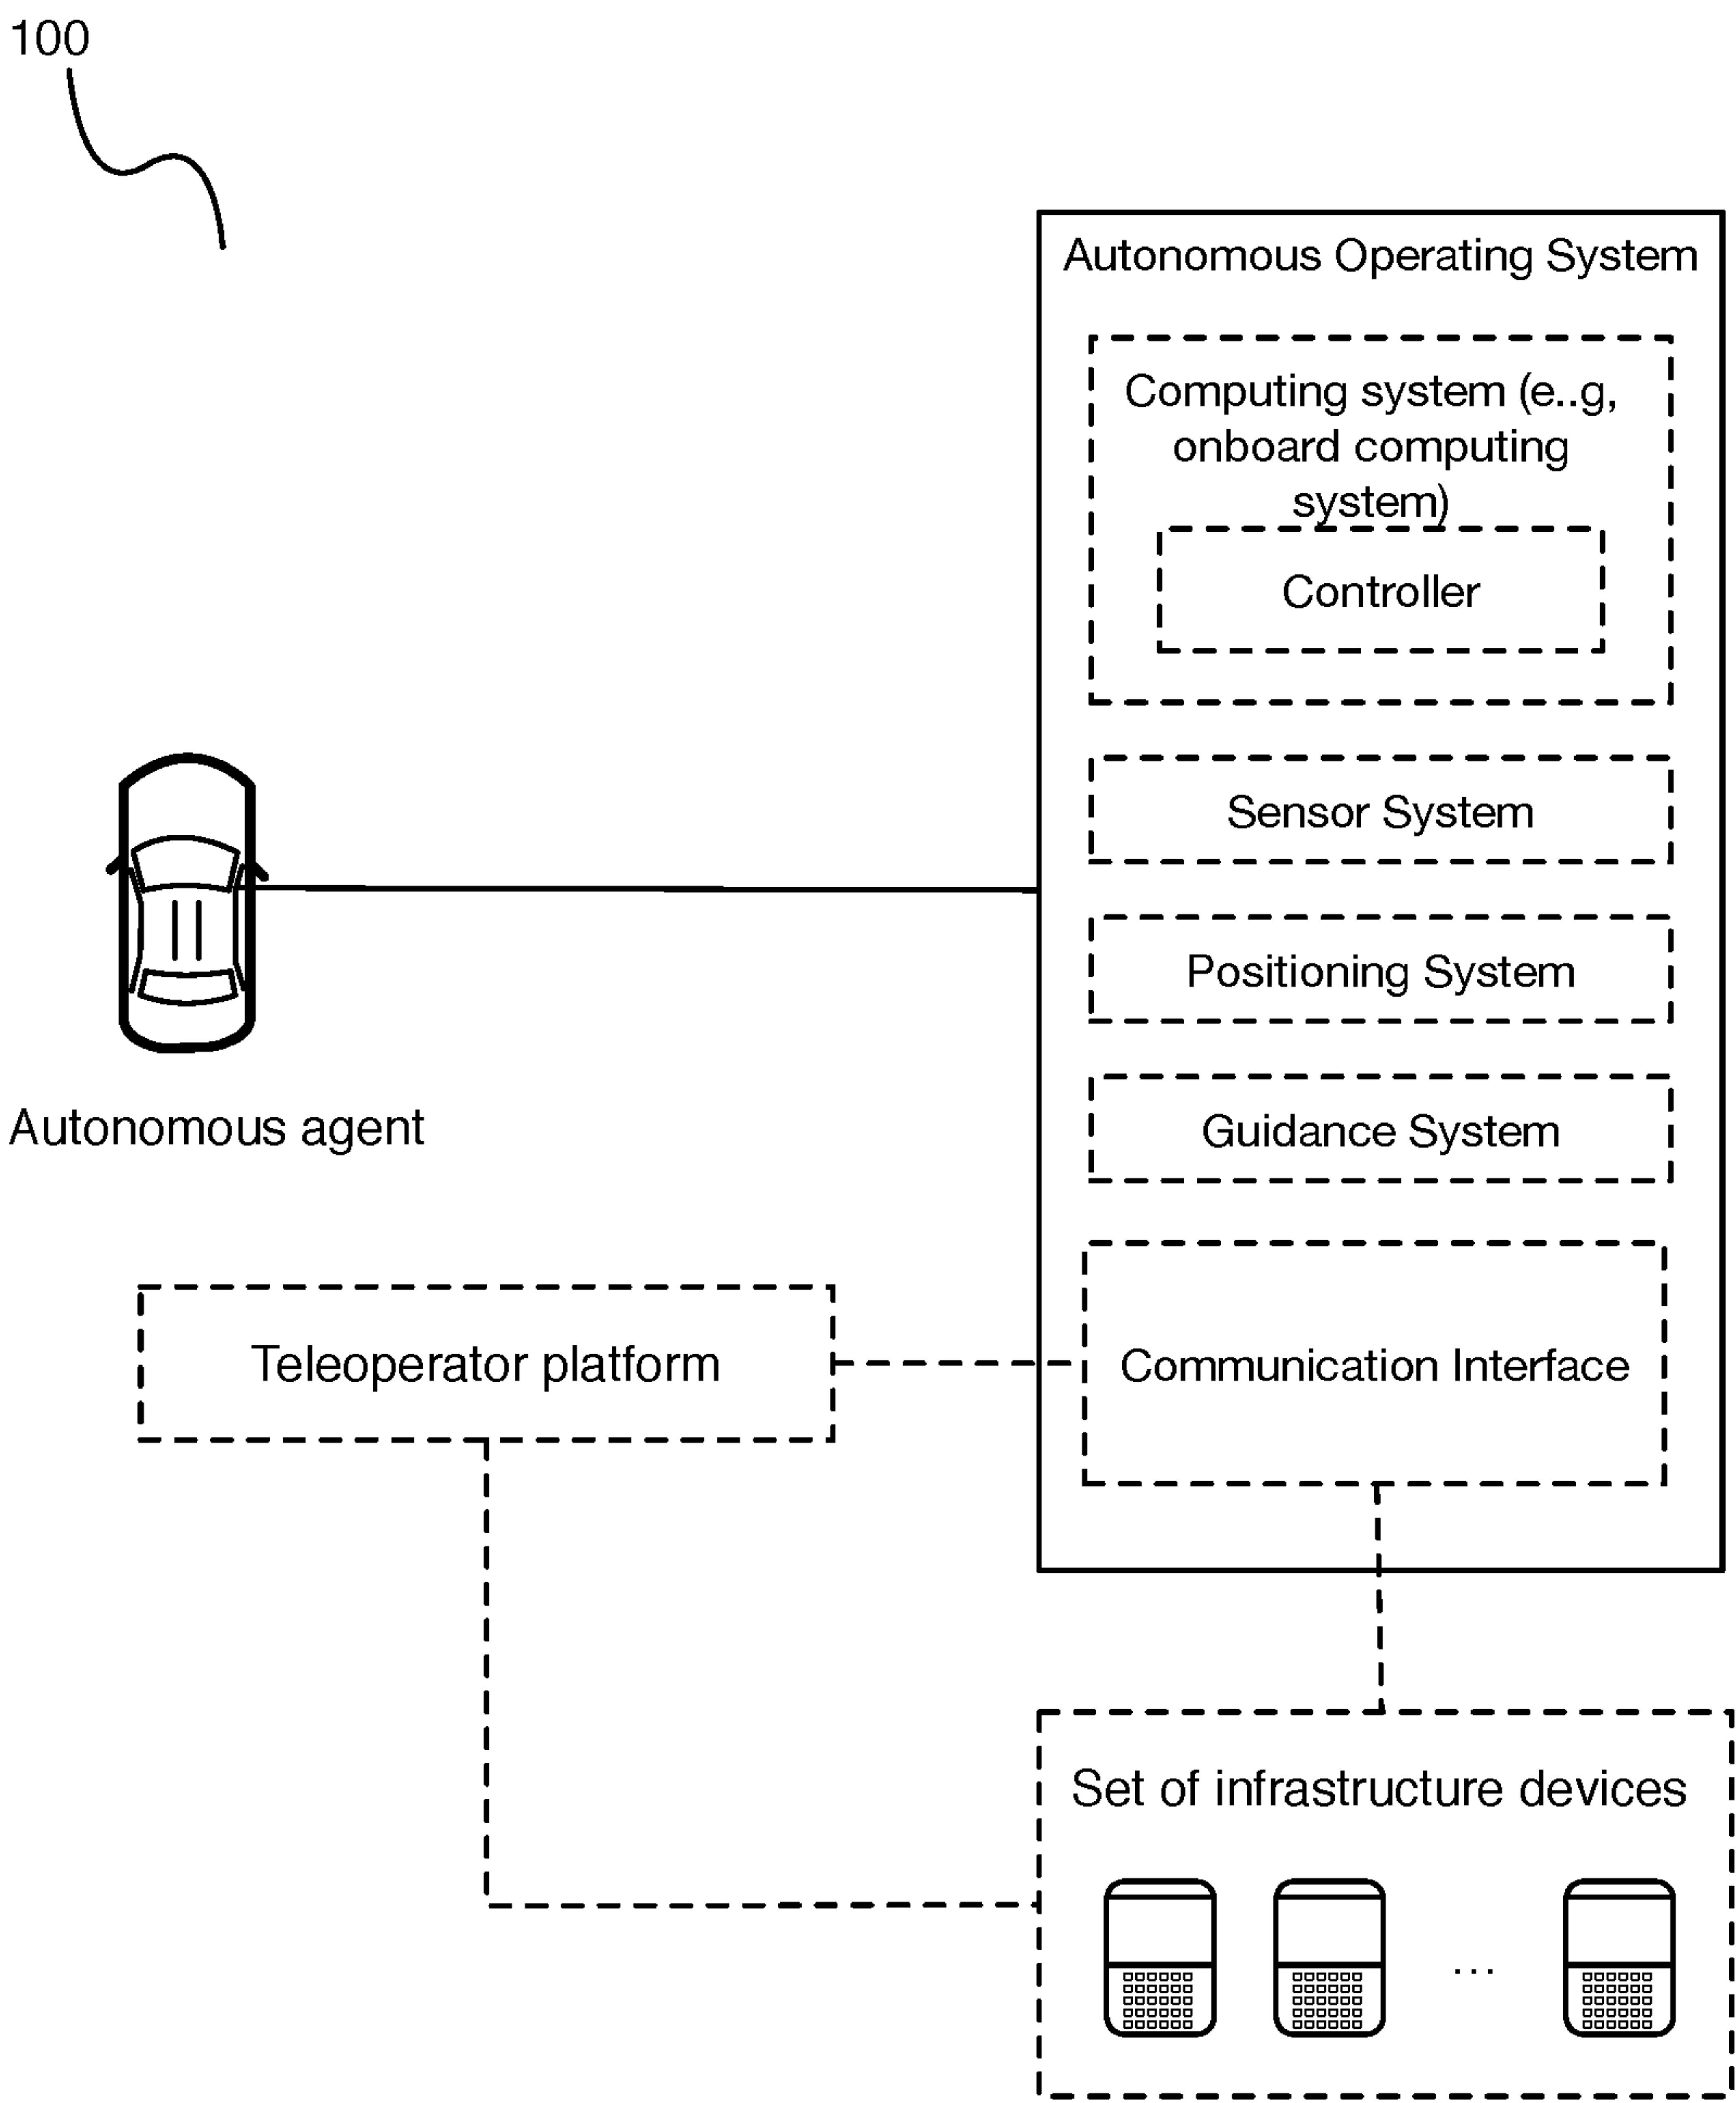 100
Autonomous Operating System
Computing system (e..g,
onboard computing
system)
Controller
Sensor System
Positioning System
Guidance System
Autonomous agent
Teleoperator platform
Communication Interface
Set of infrastructure devices
...